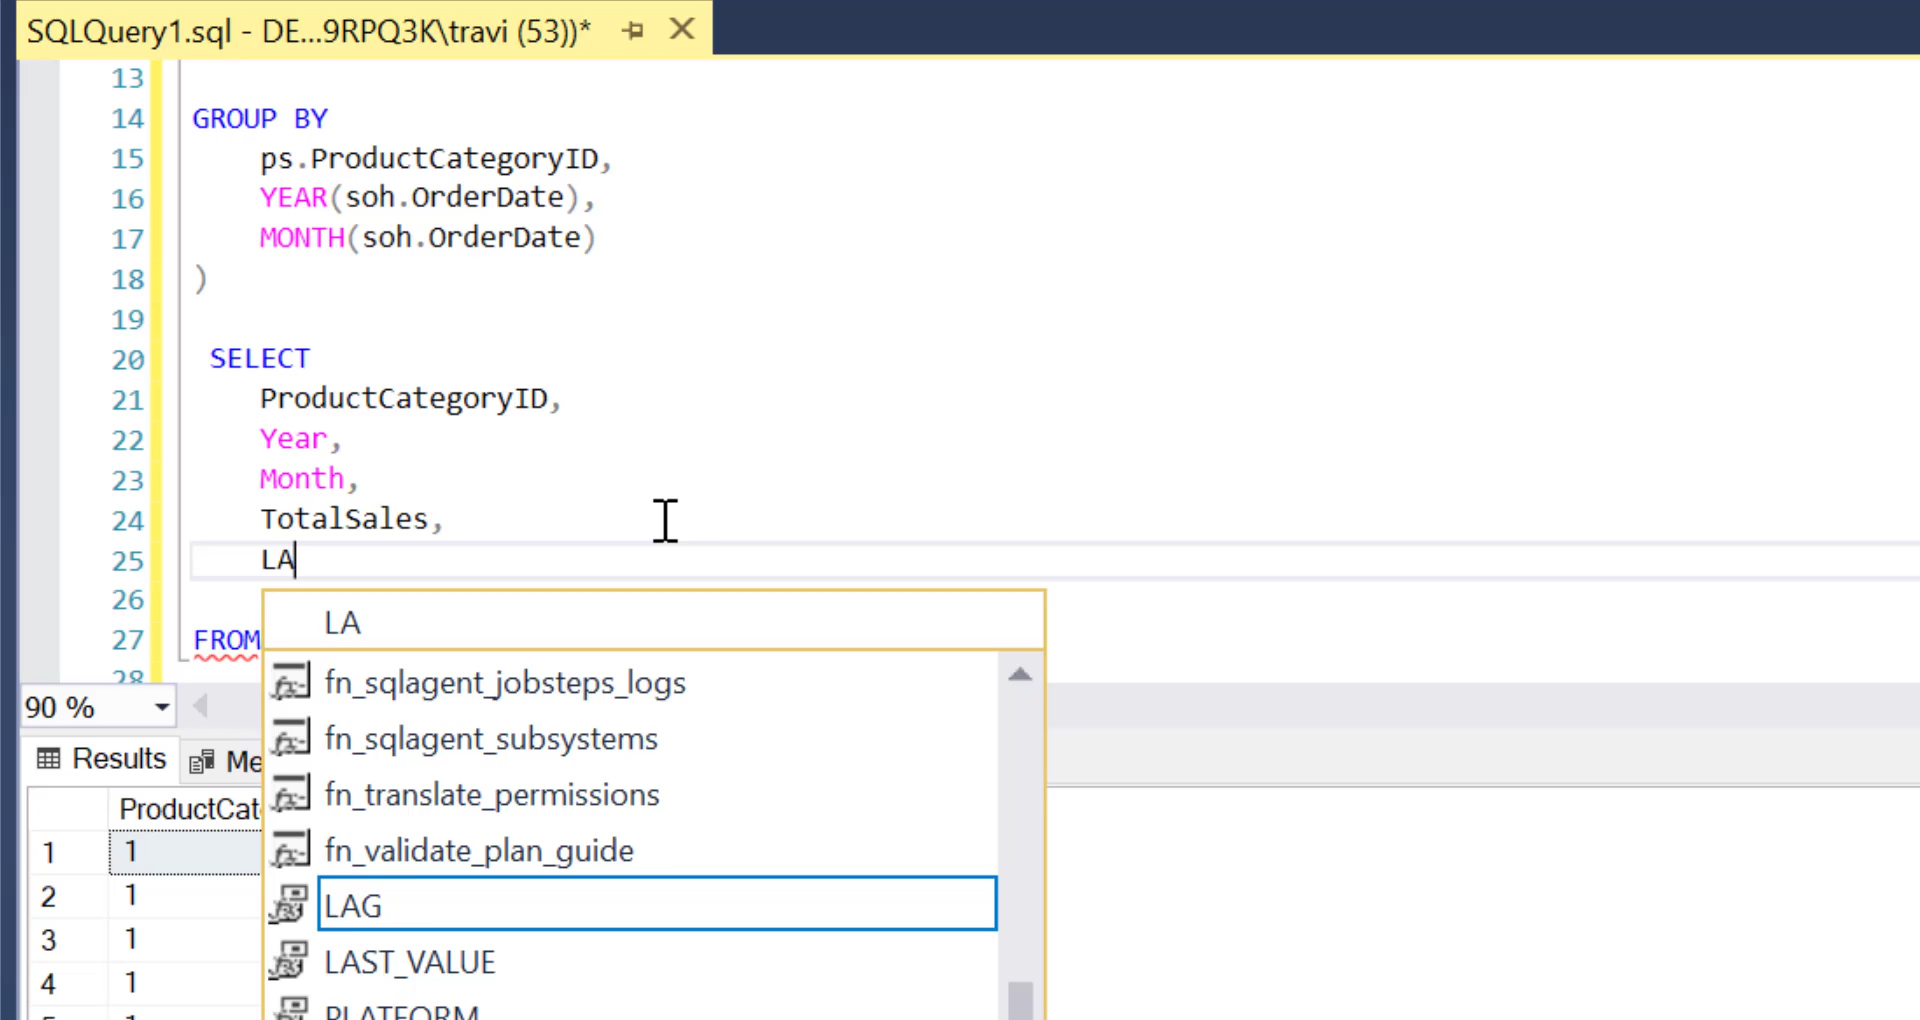 SQLQuery1.sql - DE...9RPQ3K\travi (53))*
13
14 GROUP BY
15 ps.ProductCategoryID,
16 YEAR(soh.OrderDate),
17 MONTH(soh.OrderDate)
18 )
19
20 SELECT
21 ProductCategoryID,
22 Year,
23 Month,
24 TotalSales,
25 LA
26
LA
27 FROM
28
fn_sqlagent_jobsteps_logs
90 %
fn_sqlagent_subsystems
Results
fn_translate_permissions
ProductCat
fn_validate_plan_guide
1 1
2 1
LAG
3 1
LAST_VALUE
4 1
PLATFORM